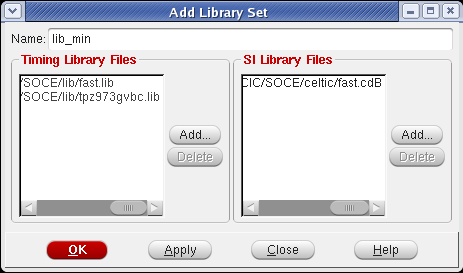 Add Library Set
Name: lib_min
Timing Library Files
SI Library Files
/SOCE/lib/fast.lib
/SOCE/lib/tpz973gvbc.lib
CIC/SOCE/celtic/fast.cdB
Add...
Delete
Add...
Delete
OK
Apply
Close
Help